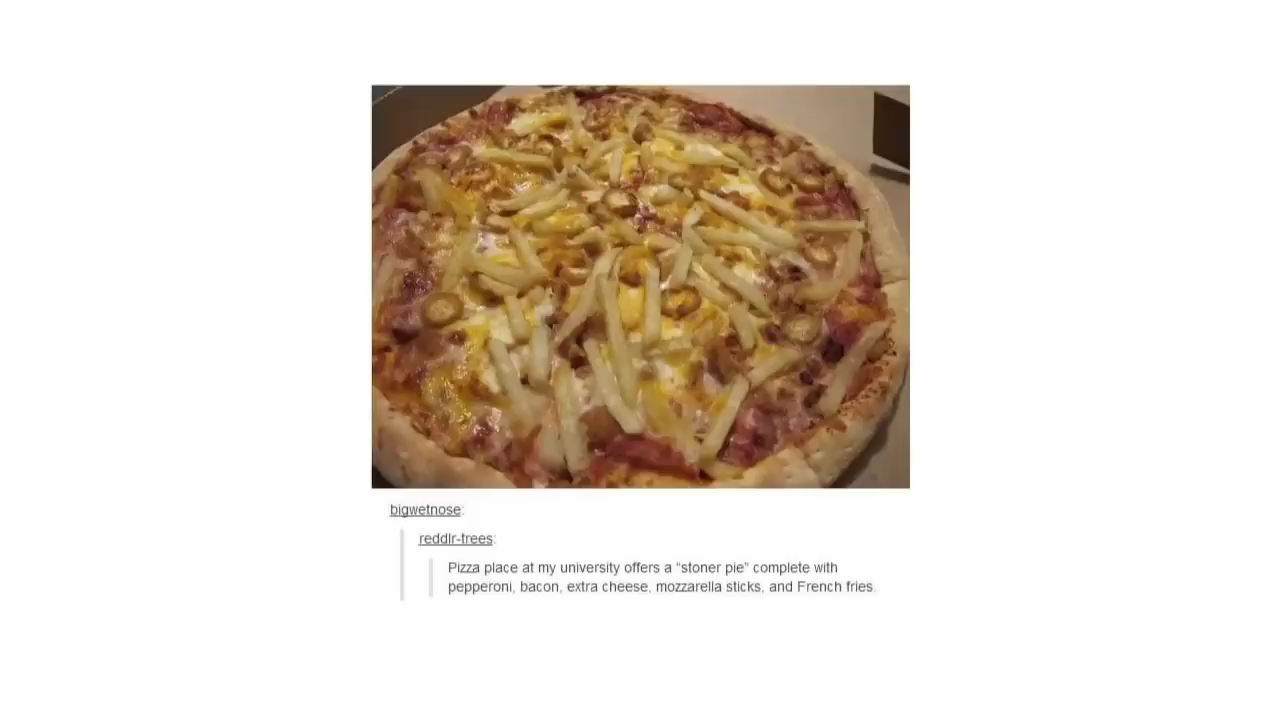 bigwetnose:
reddlr-trees:
Pizza place at my university offers a “stoner pie” complete with
pepperoni, bacon, extra cheese, mozzarella sticks, and French fries.